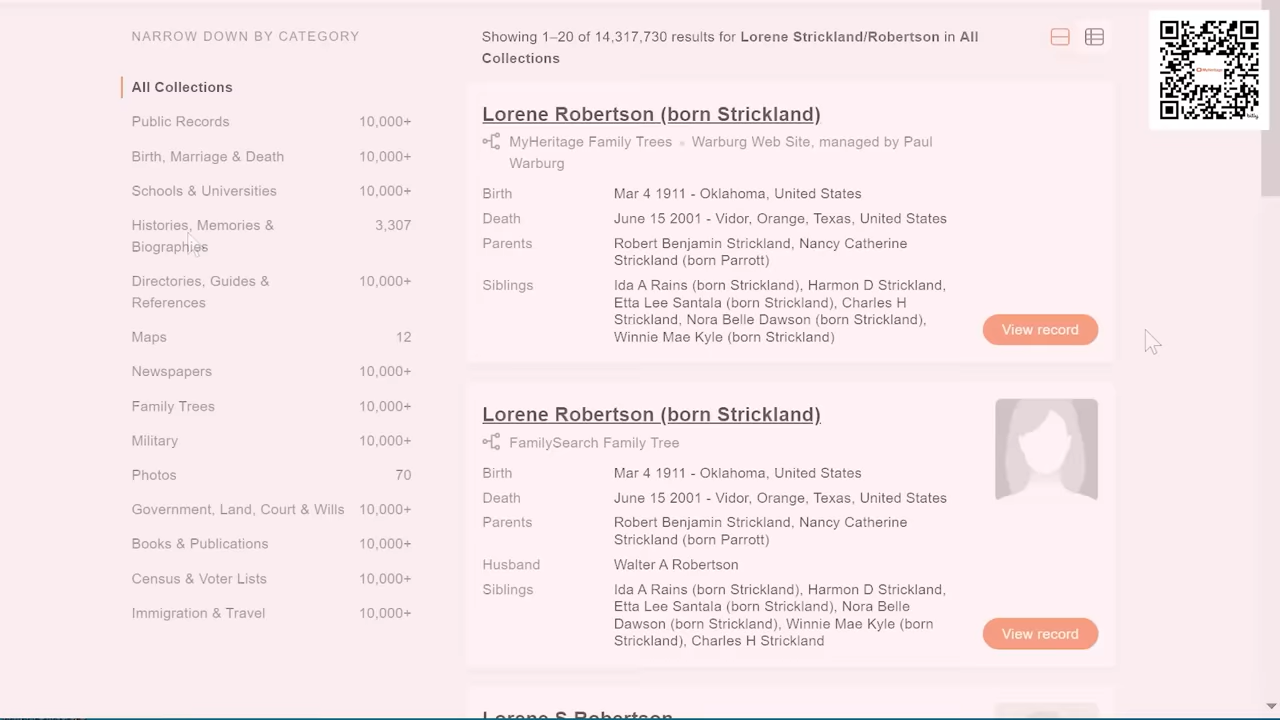 NARROW DOWN BY CATEGORY
All Collections
Public Records 10,000+
Birth, Marriage & Death 10,000+
Schools & Universities 10,000+
Histories, Memories & 3,307
Biographies
Directories, Guides & 10,000+
References
Maps 12
Newspapers 10,000+
Family Trees 10,000+
Military 10,000+
Photos 70
Government, Land, Court & Wills 10,000+
Books & Publications 10,000+
Census & Voter Lists 10,000+
Immigration & Travel 10,000+
Showing 1–20 of 14,317,730 results for Lorene Strickland/Robertson in All
Collections
Lorene Robertson (born Strickland)
MyHeritage Family Trees • Warburg Web Site, managed by Paul
Warburg
Birth Mar 4 1911 - Oklahoma, United States
Death June 15 2001 - Vidor, Orange, Texas, United States
Parents Robert Benjamin Strickland, Nancy Catherine
Strickland (born Parrott)
Siblings Ida A Rains (born Strickland), Harmon D Strickland,
Etta Lee Santala (born Strickland), Charles H
Strickland, Nora Belle Dawson (born Strickland),
Winnie Mae Kyle (born Strickland)
View record
Lorene Robertson (born Strickland)
FamilySearch Family Tree
Birth Mar 4 1911 - Oklahoma, United States
Death June 15 2001 - Vidor, Orange, Texas, United States
Parents Robert Benjamin Strickland, Nancy Catherine
Strickland (born Parrott)
Husband Walter A Robertson
Siblings Ida A Rains (born Strickland), Harmon D Strickland,
Etta Lee Santala (born Strickland), Nora Belle
Dawson (born Strickland), Winnie Mae Kyle (born
Strickland), Charles H Strickland
View record
Lorene S Robertson